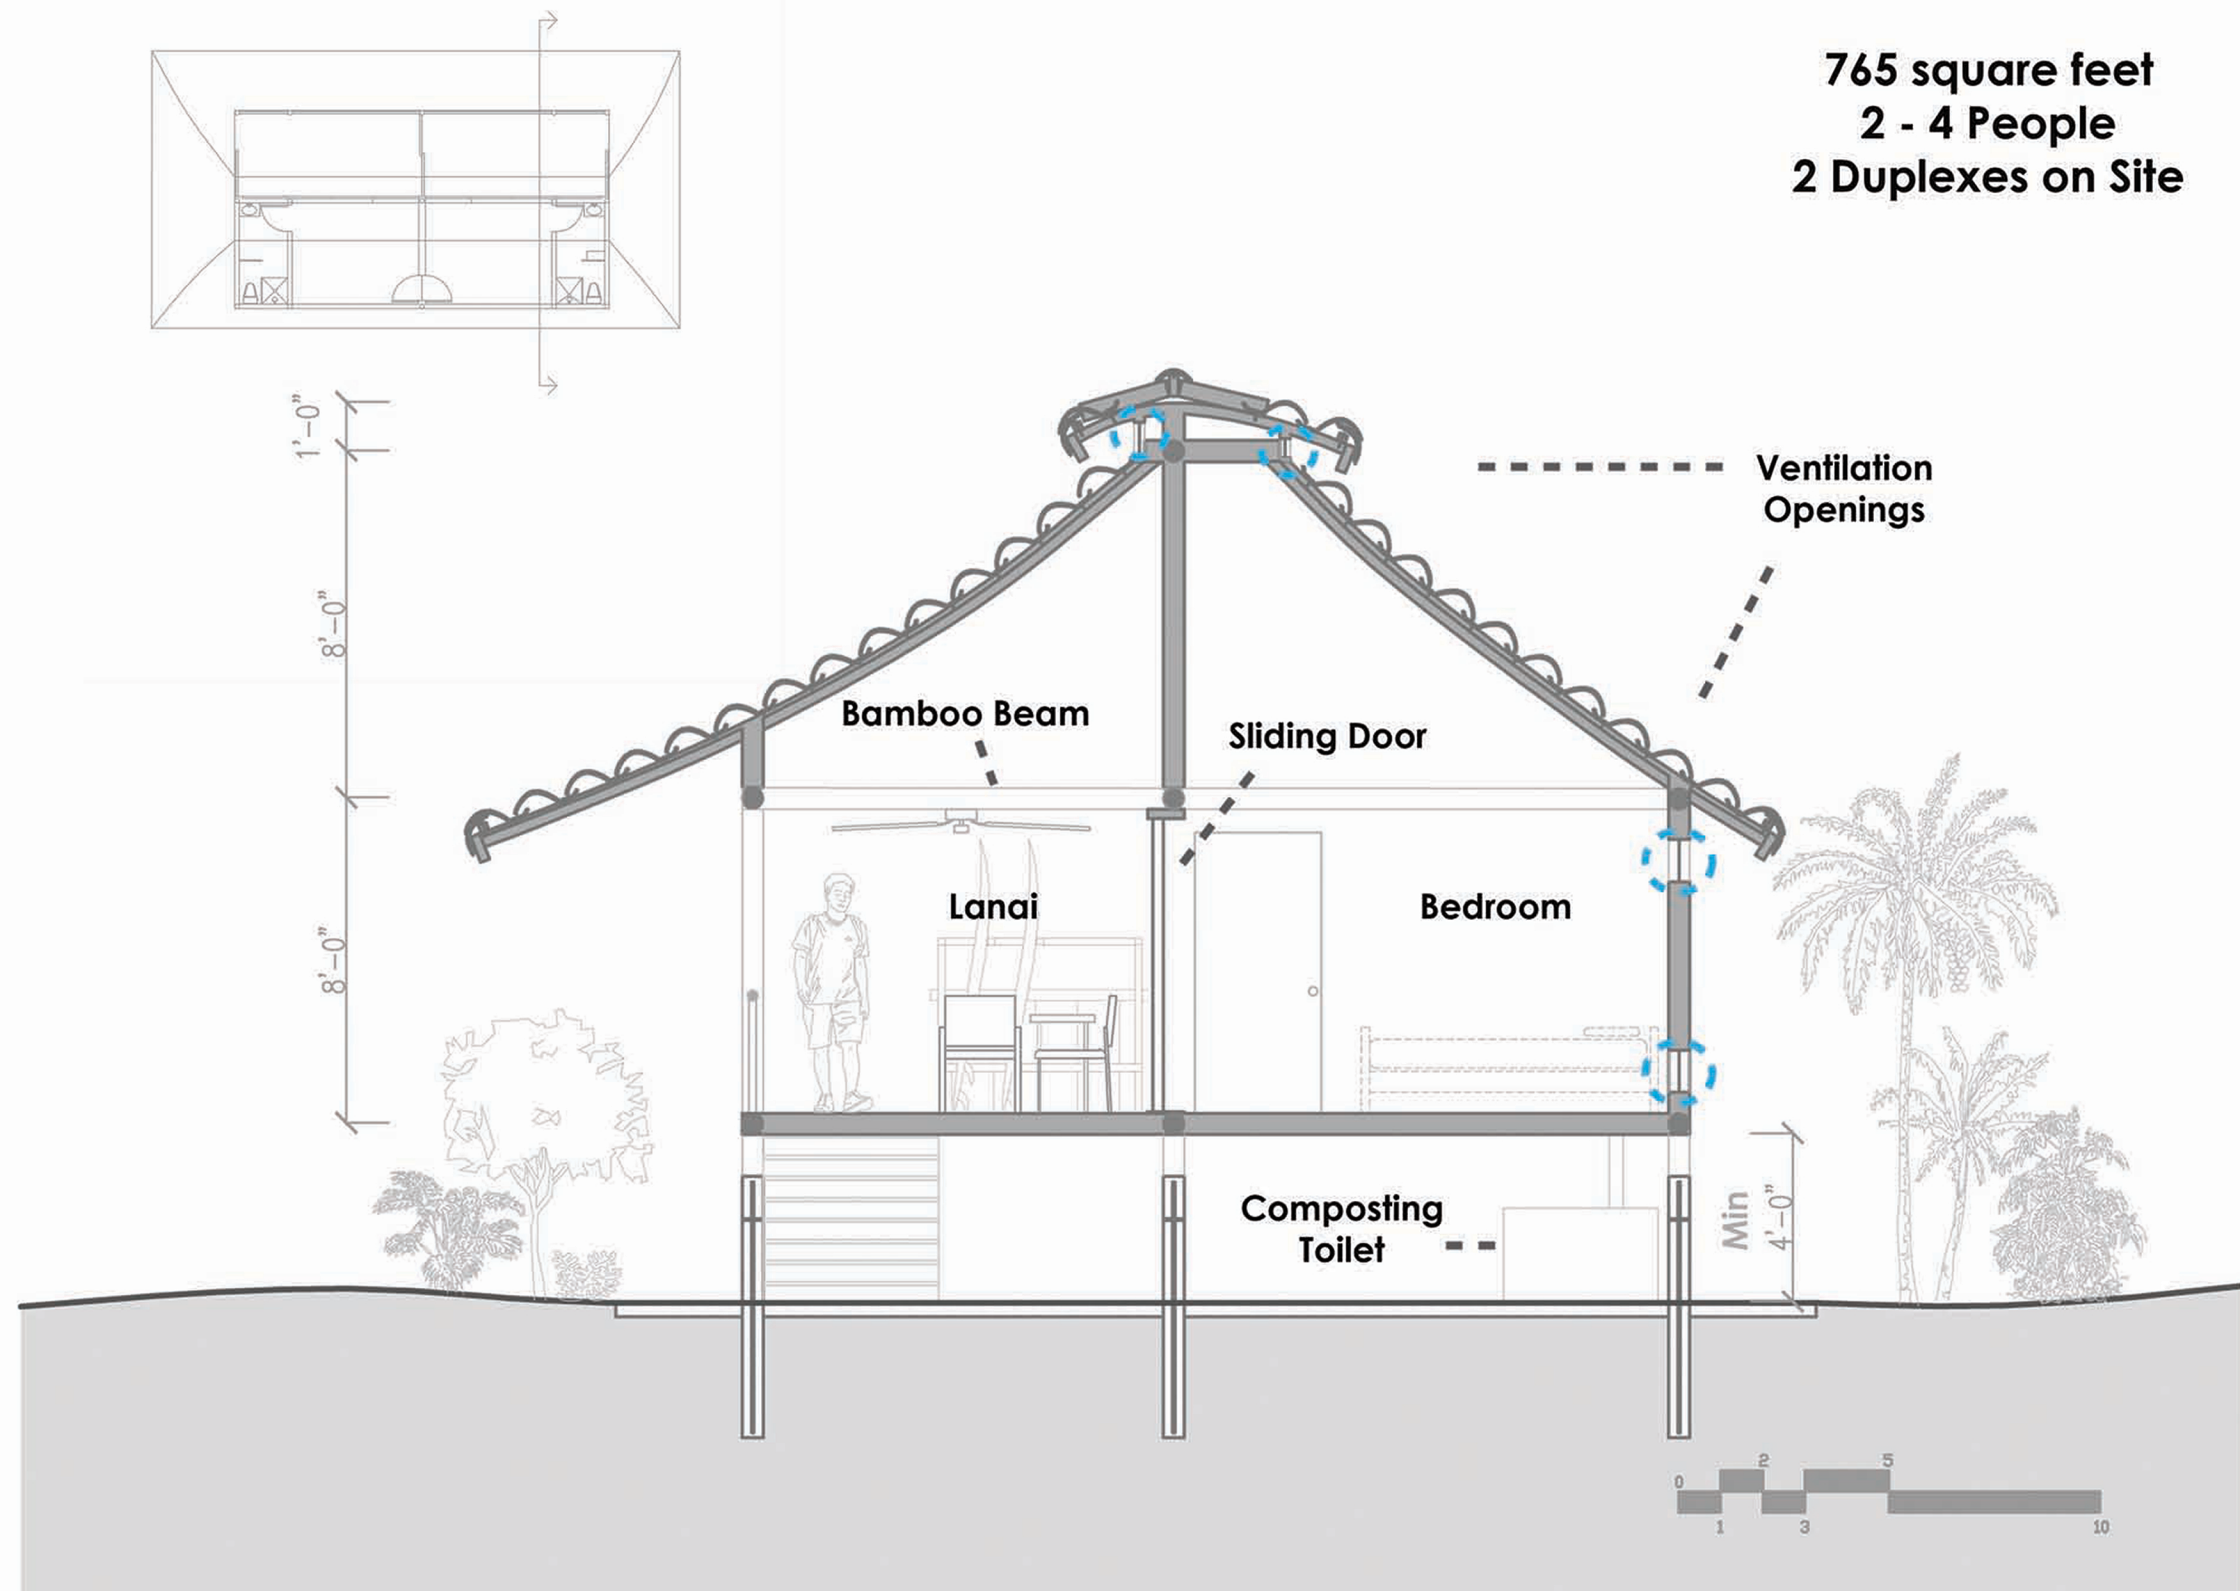 765 square feet
2 - 4 People
2 Duplexes on Site
1'-0"
Ventilation
Openings
8'-0"
Bamboo Beam
Sliding Door
Lanai
Bedroom
8'-0"
Composting
Toilet
Min
4'-0"
0
2
5
1
3
10